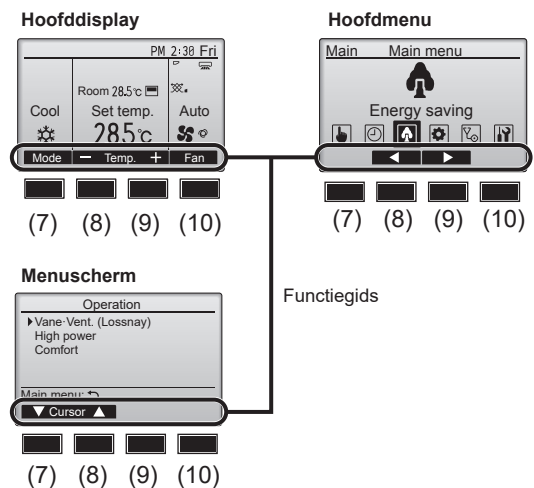 Hoofddisplay
PM 2:30 Fri
Room 28.5°C
Cool Set temp. Auto
28.5°C
Mode − Temp. + Fan
(7) (8) (9) (10)
Hoofdmenu
Main Main menu
Energy saving
(7) (8) (9) (10)
Functiegids
Menuscherm
Operation
Vane·Vent. (Lossnay)
High power
Comfort
Main menu:
▼ Cursor ▲
(7) (8) (9) (10)